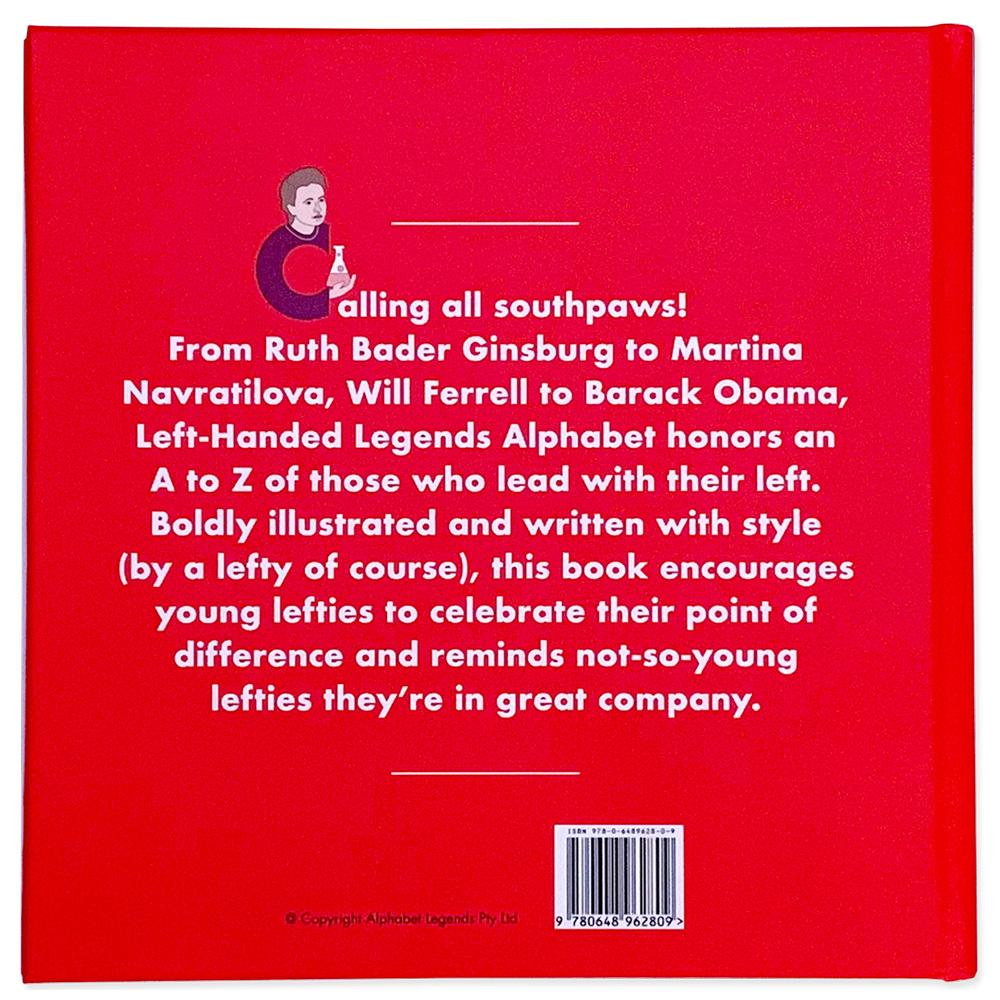 Calling all southpaws!
From Ruth Bader Ginsburg to Martina
Navratilova, Will Ferrell to Barack Obama,
Left-Handed Legends Alphabet honors an
A to Z of those who lead with their left.
Boldly illustrated and written with style
(by a lefty of course), this book encourages
young lefties to celebrate their point of
difference and reminds not-so-young
lefties they're in great company.
ISBN 978-0-6489628-0-9
© Copyright Alphabet Legends Pty Ltd
9 780648 962809 >